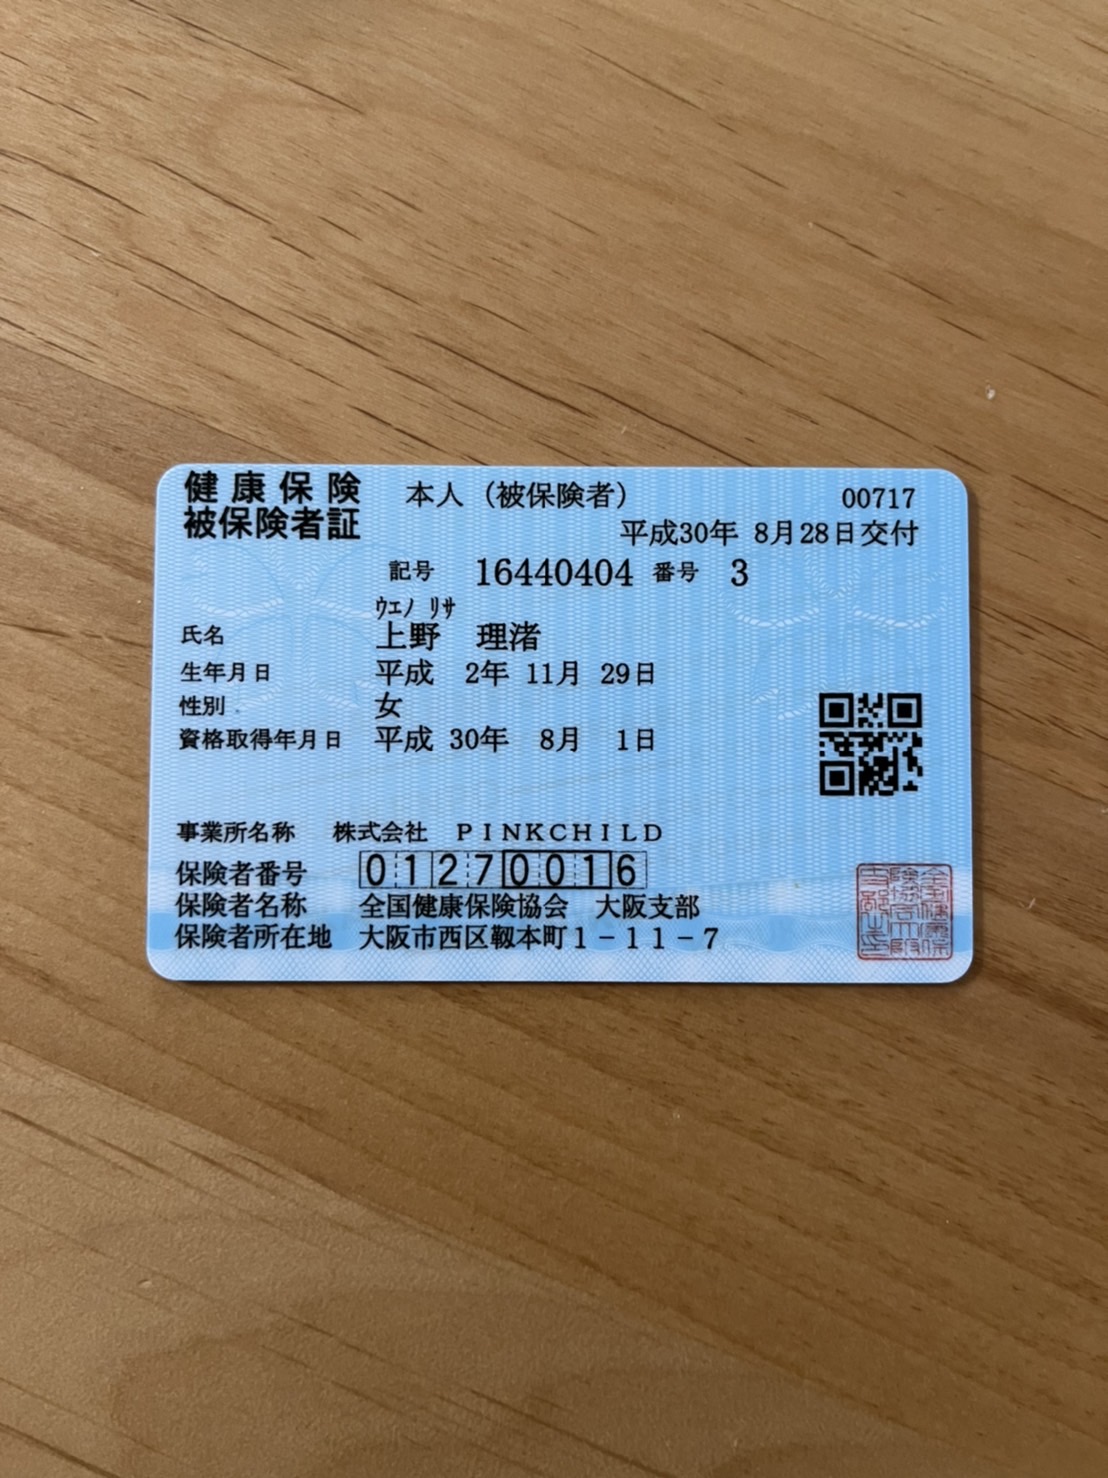 健康保険 本人（被保険者） 00717
被保険者証 平成30年 8月28日交付
記号 16440404 番号 3
ｳｴﾉ ﾘｻ
氏名 上野 理渚
生年月日 平成 2年 11月 29日
性別 女
資格取得年月日 平成 30年 8月 1日
事業所名称 株式会社 ＰＩＮＫＣＨＩＬＤ
保険者番号 01270016
保険者名称 全国健康保険協会 大阪支部
保険者所在地 大阪市西区靱本町１－１１－７